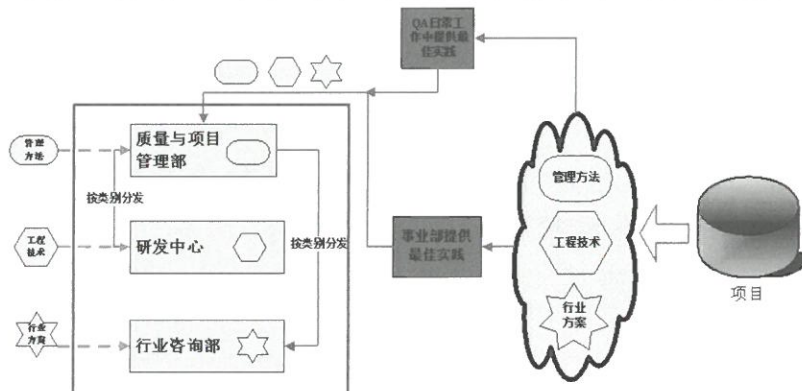 QA日常工
作中提供最
佳实践
质量与项目
管理部
管理
方法
按类别分发
管理方法
工程
技术
研发中心
按类别分发
事业部提供
最佳实践
工程技术
项目
行业
方案
行业咨询部
行业
方案